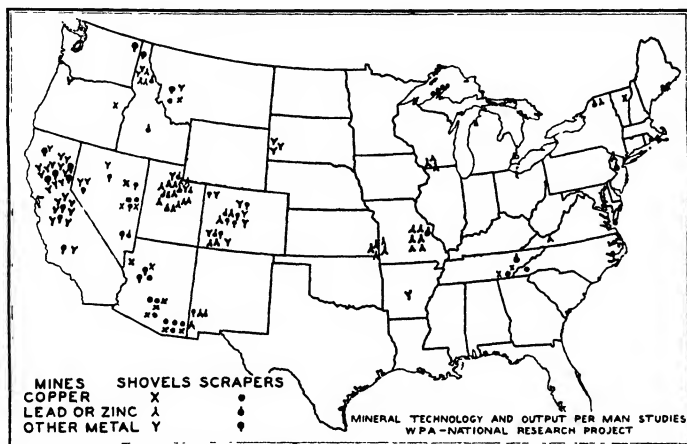 MINES SHOVELS SCRAPERS
COPPER X
LEAD OR ZINC
OTHER METAL Y
MINERAL TECHNOLOGY AND OUTPUT PER MAN STUDIES
WPA-NATIONAL RESEARCH PROJECT